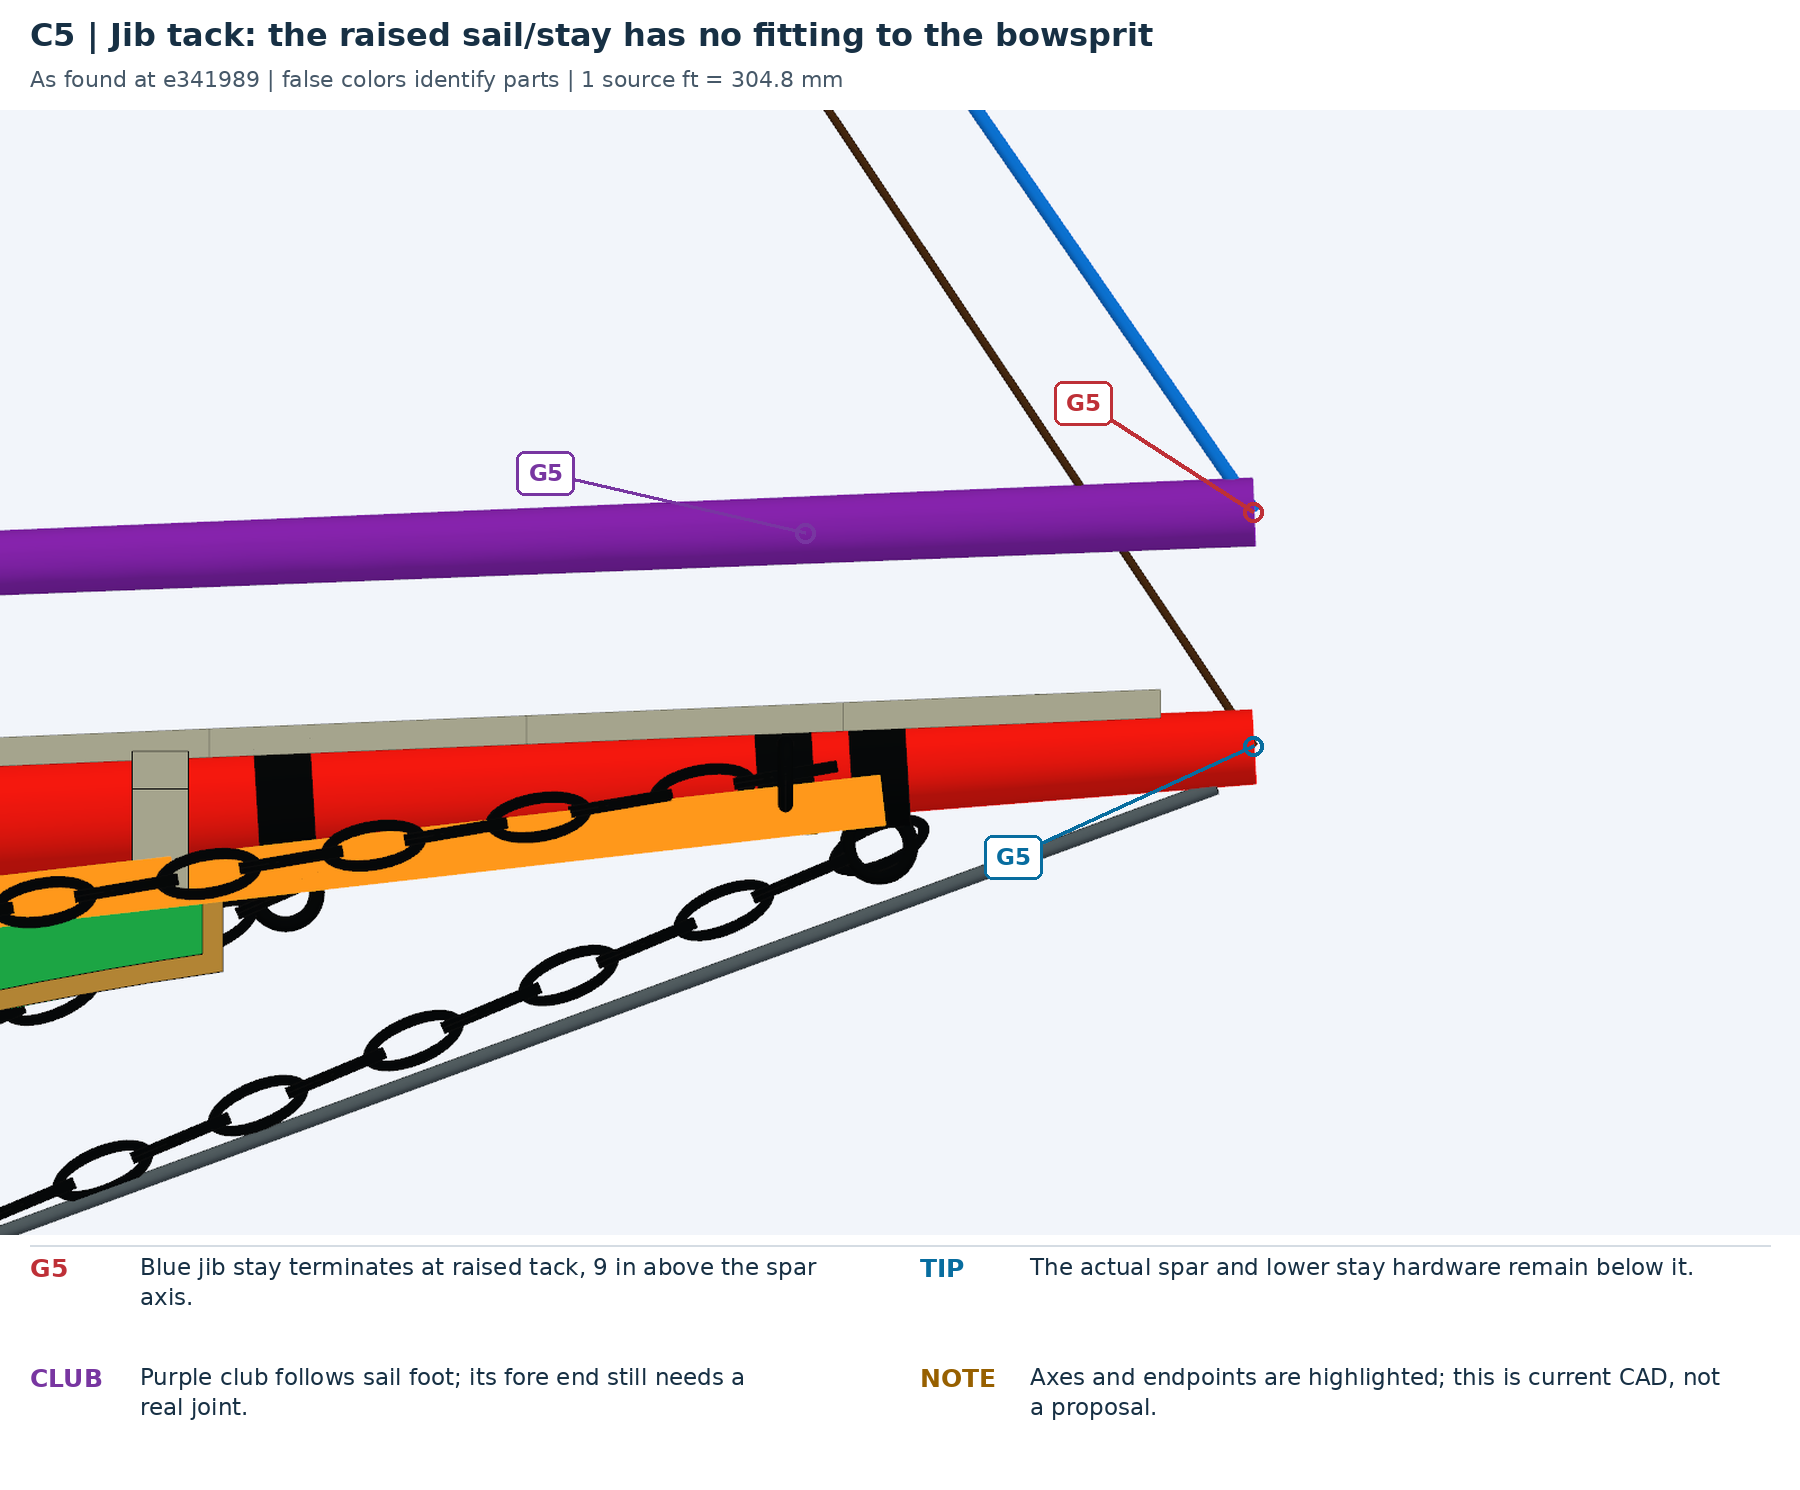 C5 | Jib tack: the raised sail/stay has no fitting to the bowsprit
As found at e341989 | false colors identify parts | 1 source ft = 304.8 mm
G5
G5
G5
G5 Blue jib stay terminates at raised tack, 9 in above the spar
axis.
TIP The actual spar and lower stay hardware remain below it.
CLUB Purple club follows sail foot; its fore end still needs a
real joint.
NOTE Axes and endpoints are highlighted; this is current CAD, not
a proposal.